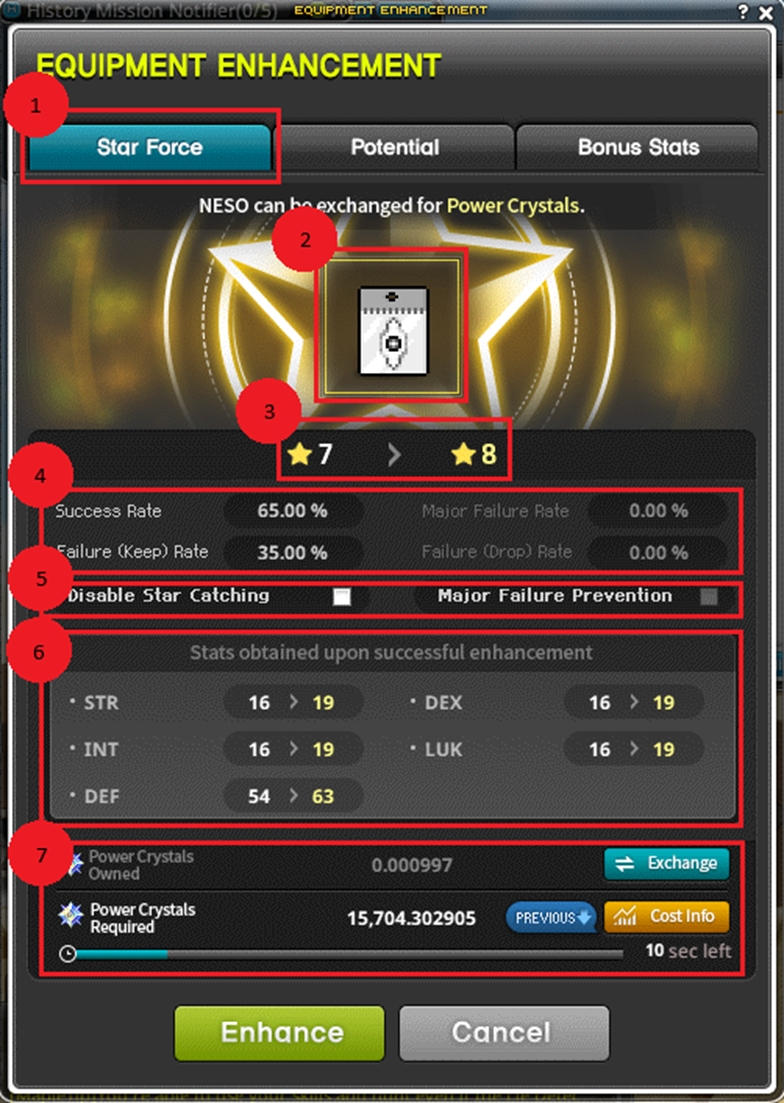 History Mission Notifier(0/5)
EQUIPMENT ENHANCEMENT
? X
EQUIPMENT ENHANCEMENT
1
Star Force
Potential
Bonus Stats
NESO can be exchanged for Power Crystals.
2
3
7 > 8
4
Success Rate 65.00 % Major Failure Rate 0.00 %
Failure (Keep) Rate 35.00 % Failure (Drop) Rate 0.00 %
5
Disable Star Catching Major Failure Prevention
6
Stats obtained upon successful enhancement
· STR 16 > 19 · DEX 16 > 19
· INT 16 > 19 · LUK 16 > 19
· DEF 54 > 63
7
Power Crystals
Owned
0.000997
Exchange
Power Crystals
Required
15,704.302905
PREVIOUS
Cost Info
10 sec left
Enhance
Cancel